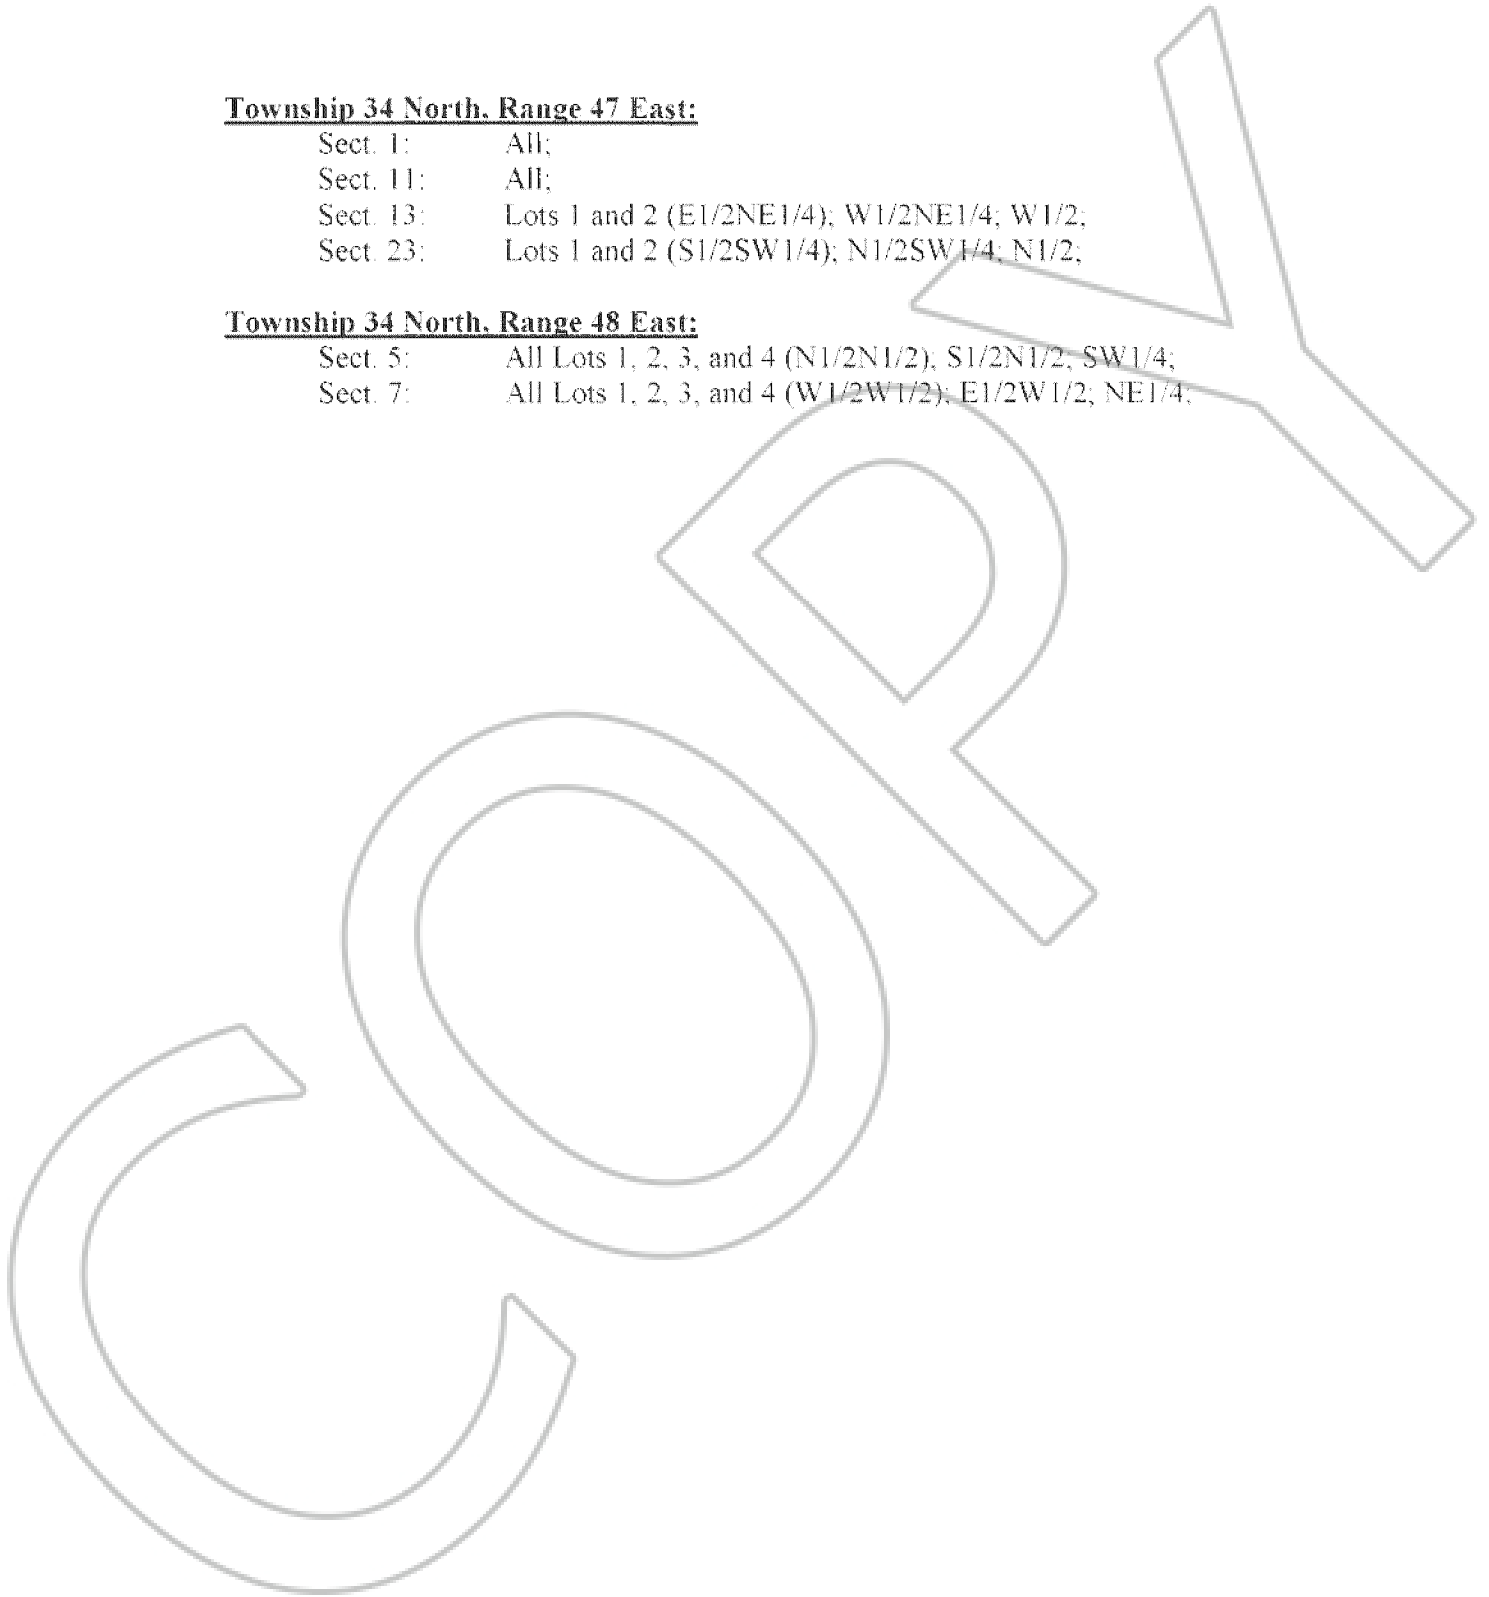 Township 34 North, Range 47 East:
Sect. 1: All;
Sect. 11: All;
Sect. 13: Lots 1 and 2 (E1/2NE1/4); W1/2NE1/4; W1/2;
Sect. 23: Lots 1 and 2 (S1/2SW1/4); N1/2SW1/4; N1/2;
Township 34 North, Range 48 East:
Sect. 5: All Lots 1, 2, 3, and 4 (N1/2N1/2); S1/2N1/2; SW1/4;
Sect. 7: All Lots 1, 2, 3, and 4 (W1/2W1/2); E1/2W1/2; NE1/4;
COPY